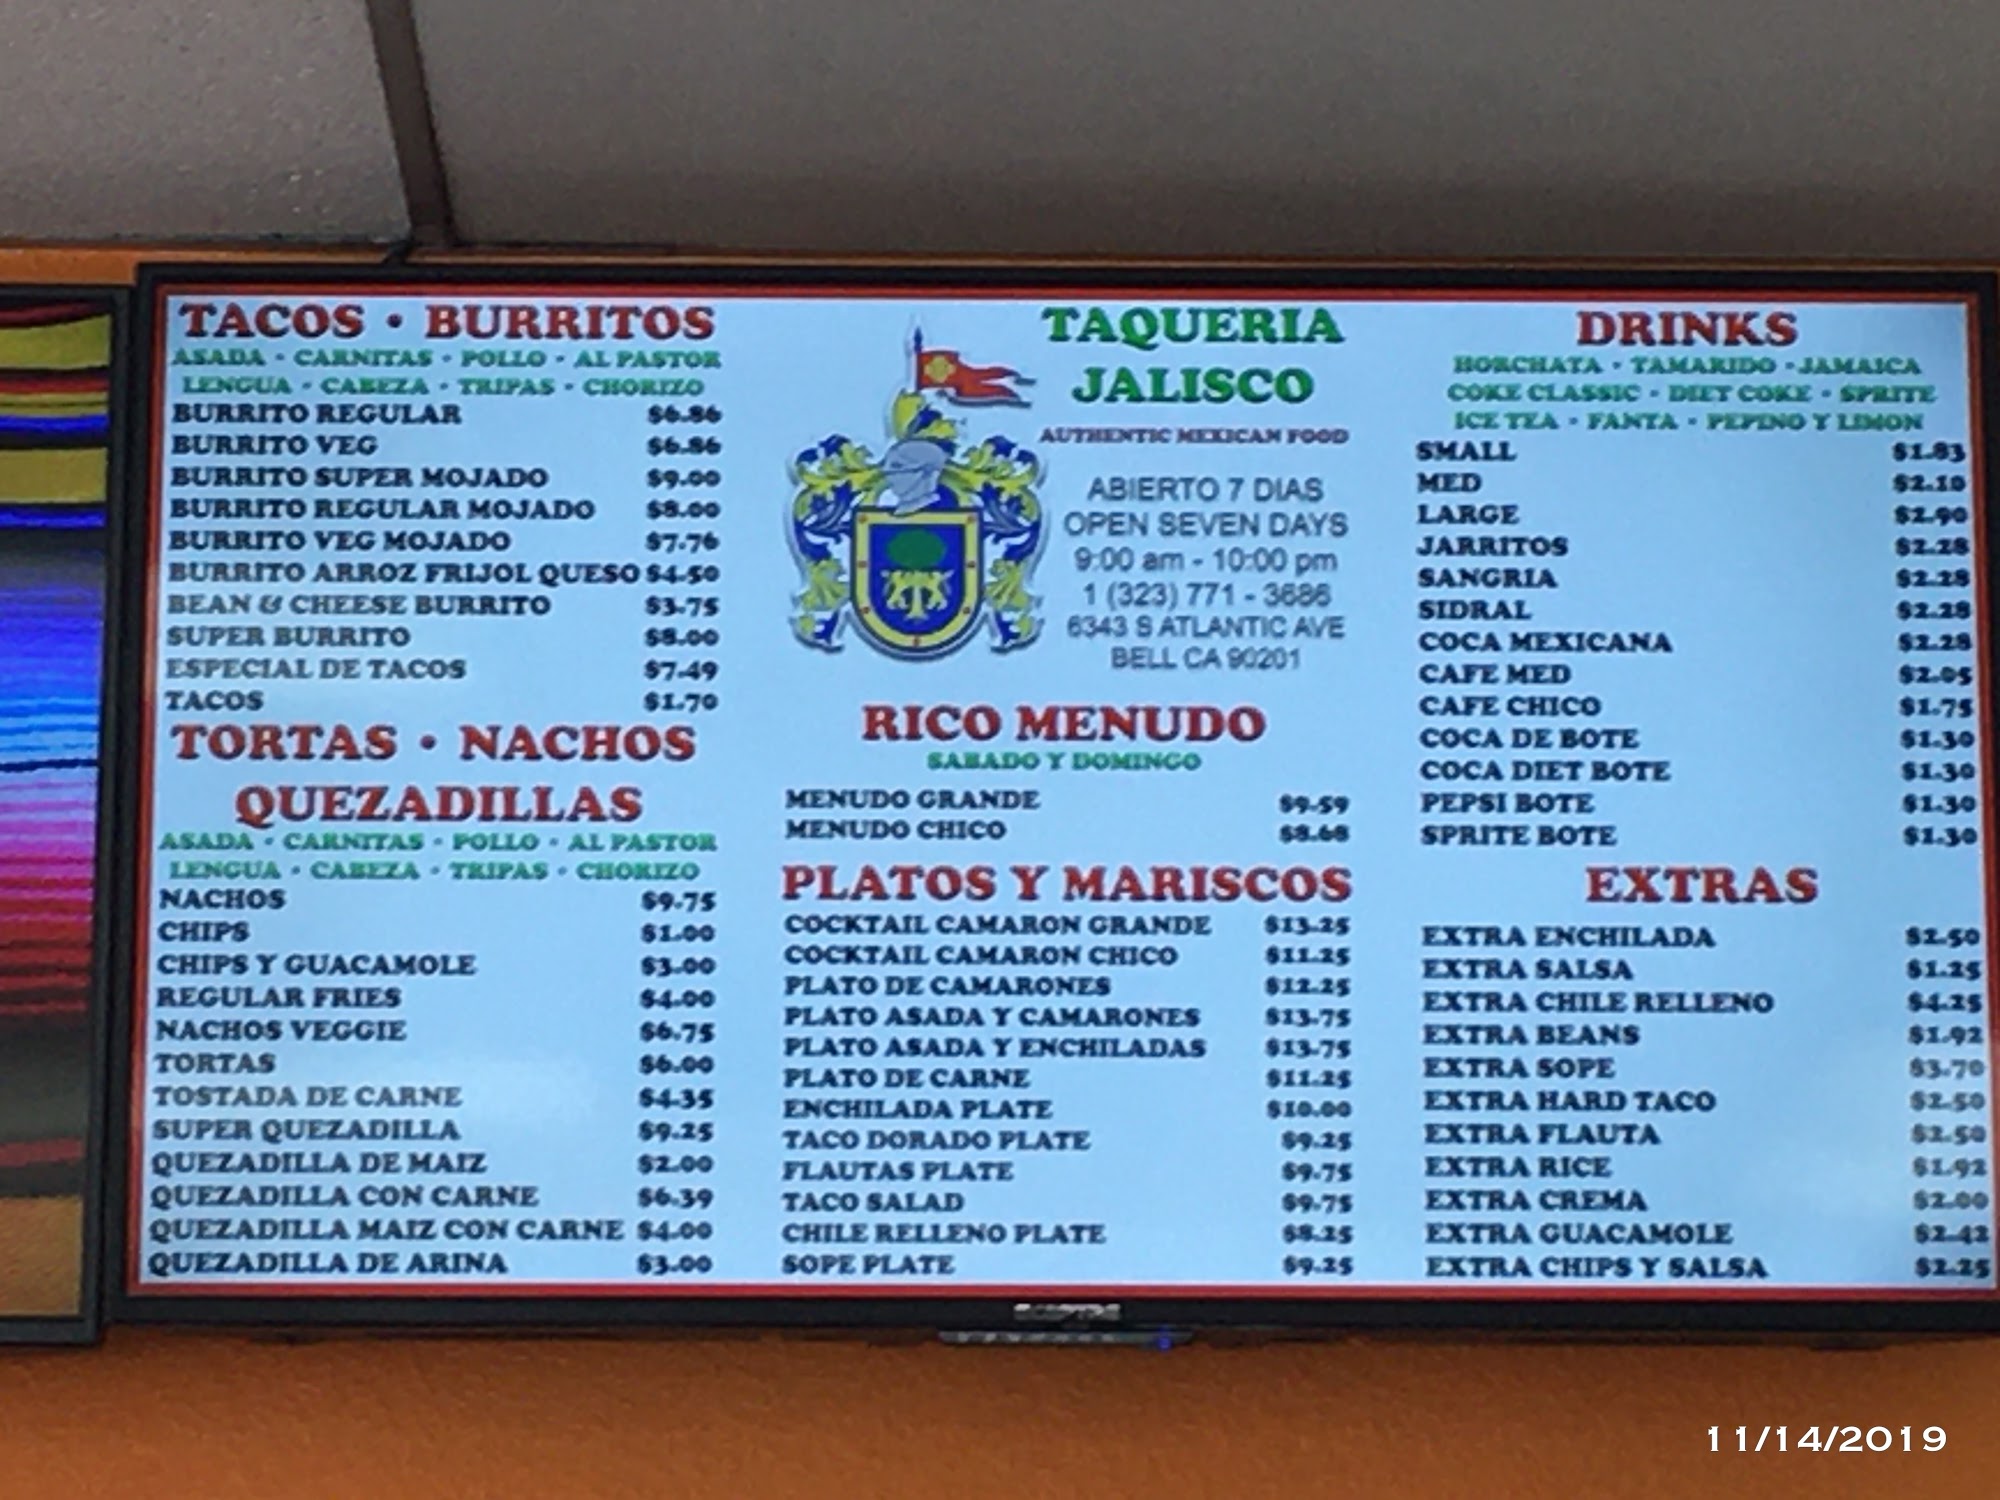 TACOS • BURRITOS
ASADA • CARNITAS • POLLO • AL PASTOR
LENGUA • CABEZA • TRIPAS • CHORIZO
BURRITO REGULAR $6.86
BURRITO VEG $6.86
BURRITO SUPER MOJADO $9.00
BURRITO REGULAR MOJADO $8.00
BURRITO VEG MOJADO $7.76
BURRITO ARROZ FRIJOL QUESO $4.50
BEAN & CHEESE BURRITO $3.75
SUPER BURRITO $8.00
ESPECIAL DE TACOS $7.49
TACOS $1.70
TORTAS • NACHOS
QUEZADILLAS
ASADA • CARNITAS • POLLO • AL PASTOR
LENGUA • CABEZA • TRIPAS • CHORIZO
NACHOS $9.75
CHIPS $1.00
CHIPS Y GUACAMOLE $3.00
REGULAR FRIES $4.00
NACHOS VEGGIE $6.75
TORTAS $6.00
TOSTADA DE CARNE $4.35
SUPER QUEZADILLA $9.25
QUEZADILLA DE MAIZ $2.00
QUEZADILLA CON CARNE $6.39
QUEZADILLA MAIZ CON CARNE $4.00
QUEZADILLA DE ARINA $3.00
TAQUERIA
JALISCO
AUTHENTIC MEXICAN FOOD
ABIERTO 7 DIAS
OPEN SEVEN DAYS
9:00 am - 10:00 pm
1 (323) 771 - 3686
6343 S ATLANTIC AVE
BELL CA 90201
RICO MENUDO
SABADO Y DOMINGO
MENUDO GRANDE $9.59
MENUDO CHICO $8.68
PLATOS Y MARISCOS
COCKTAIL CAMARON GRANDE $13.25
COCKTAIL CAMARON CHICO $11.25
PLATO DE CAMARONES $12.25
PLATO ASADA Y CAMARONES $13.75
PLATO ASADA Y ENCHILADAS $13.75
PLATO DE CARNE $11.25
ENCHILADA PLATE $10.00
TACO DORADO PLATE $9.25
FLAUTAS PLATE $9.75
TACO SALAD $9.75
CHILE RELLENO PLATE $8.25
SOPE PLATE $9.25
DRINKS
HORCHATA • TAMARIDO • JAMAICA
COKE CLASSIC • DIET COKE • SPRITE
ICE TEA • FANTA • PEPINO Y LIMON
SMALL $1.83
MED $2.10
LARGE $2.90
JARRITOS $2.28
SANGRIA $2.28
SIDRAL $2.28
COCA MEXICANA $2.28
CAFE MED $2.05
CAFE CHICO $1.75
COCA DE BOTE $1.30
COCA DIET BOTE $1.30
PEPSI BOTE $1.30
SPRITE BOTE $1.30
EXTRAS
EXTRA ENCHILADA $2.50
EXTRA SALSA $1.25
EXTRA CHILE RELLENO $4.25
EXTRA BEANS $1.92
EXTRA SOPE $3.70
EXTRA HARD TACO $2.50
EXTRA FLAUTA $2.50
EXTRA RICE $1.92
EXTRA CREMA $2.00
EXTRA GUACAMOLE $2.42
EXTRA CHIPS Y SALSA $2.25
SCEPTRE
11/14/2019